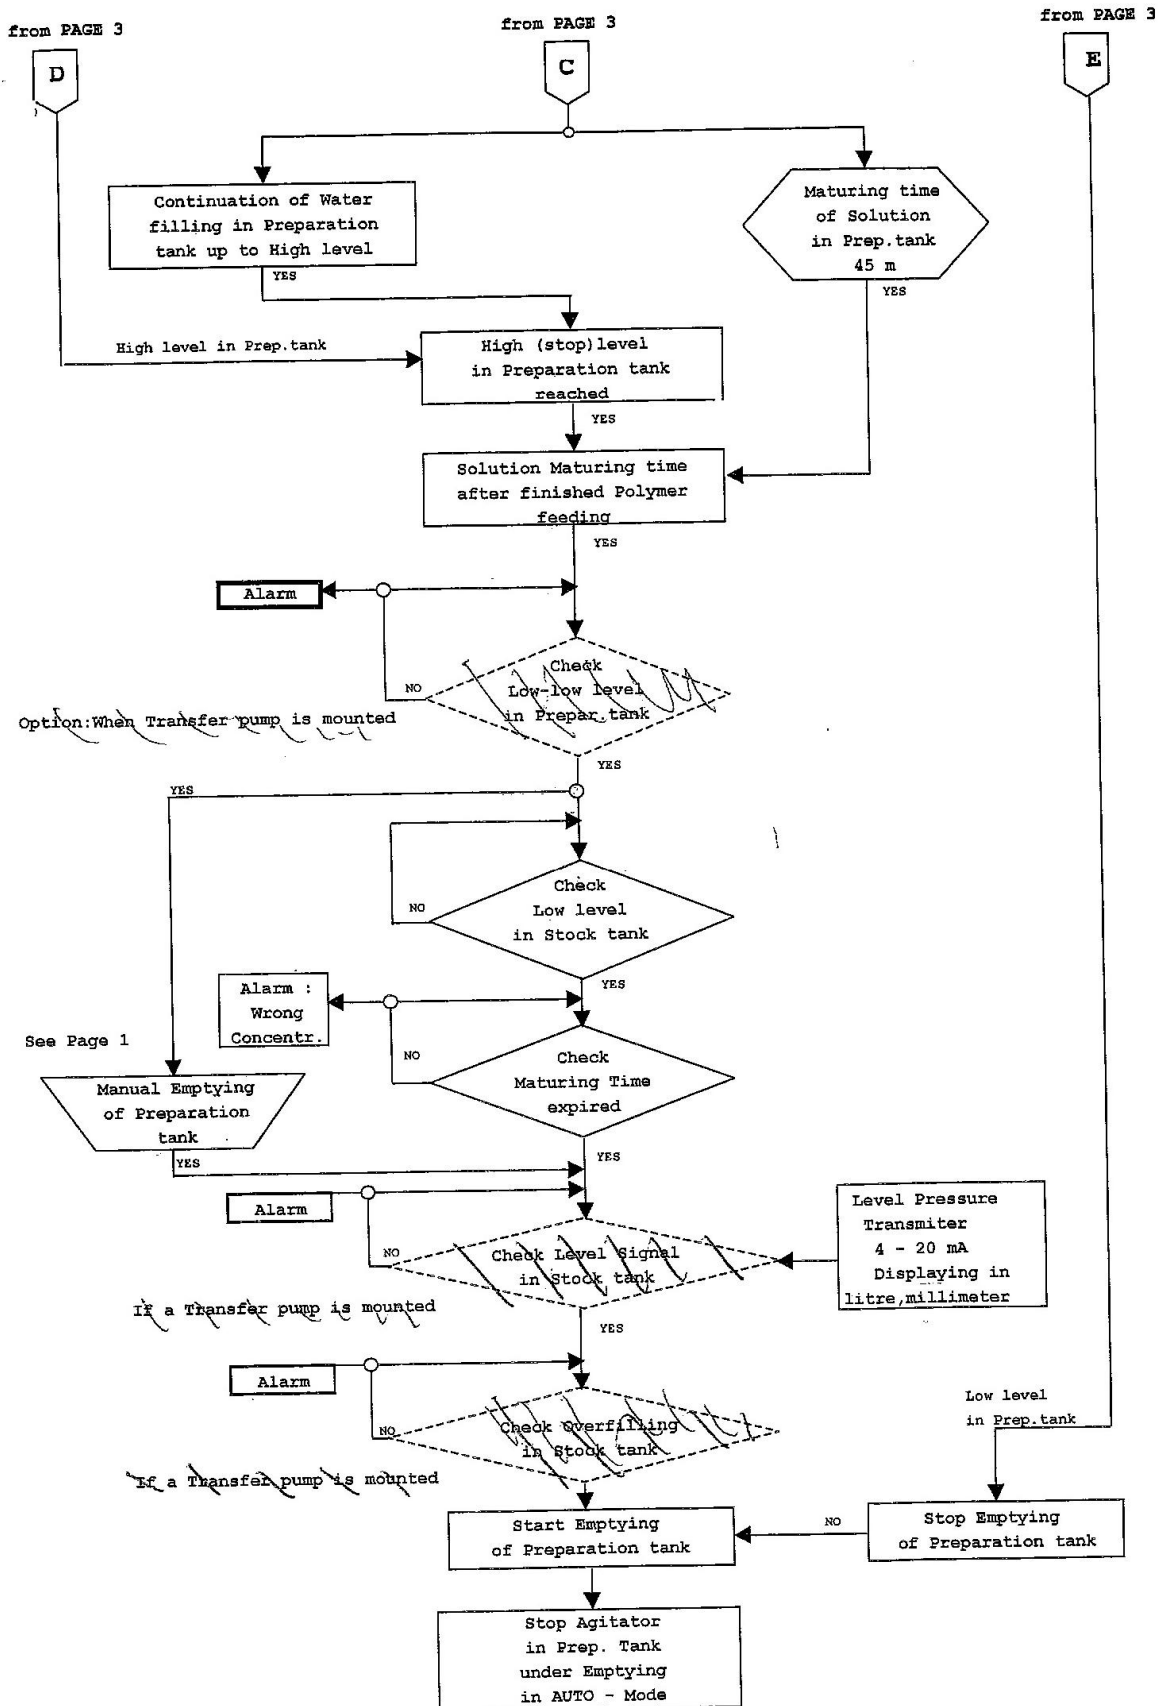 from PAGE 3
from PAGE 3
from PAGE 3
D
C
E
Continuation of Water
filling in Preparation
tank up to High level
YES
Maturing time
of Solution
in Prep.tank
45 m
YES
High level in Prep.tank
High (stop)level
in Preparation tank
reached
YES
Solution Maturing time
after finished Polymer
feeding
YES
Alarm
Check
Low-low level
in Prepar.tank
NO
Option:When Transfer pump is mounted
YES
YES
Check
Low level
in Stock tank
NO
YES
Alarm :
Wrong
Concentr.
See Page 1
NO
Check
Maturing Time
expired
Manual Emptying
of Preparation
tank
YES
YES
Alarm
NO
Check Level Signal
in Stock tank
Level Pressure
Transmiter
4 - 20 mA
Displaying in
litre,millimeter
If a Transfer pump is mounted
YES
Alarm
NO
Check Overfilling
in Stock tank
Low level
in Prep.tank
If a Transfer pump is mounted
Start Emptying
of Preparation tank
NO
Stop Emptying
of Preparation tank
Stop Agitator
in Prep. Tank
under Emptying
in AUTO - Mode